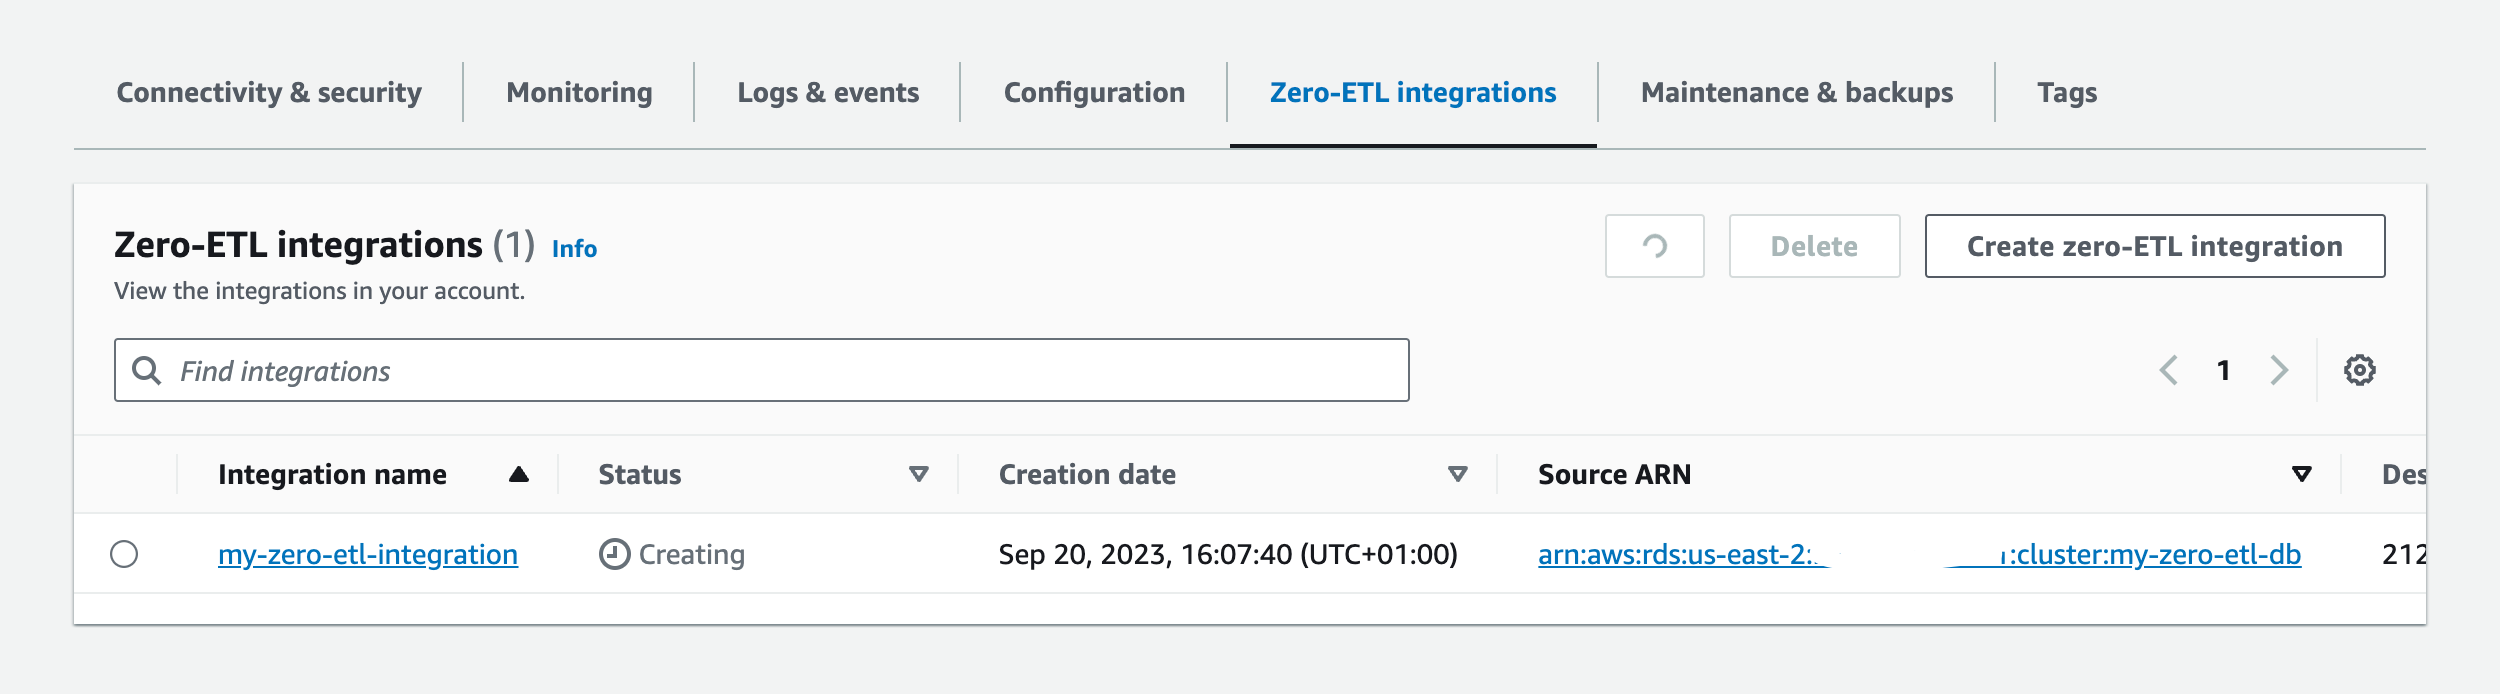 Connectivity & security Monitoring Logs & events Configuration Zero-ETL integrations Maintenance & backups Tags
Zero-ETL integrations (1) Info Delete Create zero-ETL integration
View the integrations in your account.
Find integrations 1
Integration name Status Creation date Source ARN Des
my-zero-etl-integration Creating Sep 20, 2023, 16:07:40 (UTC+01:00) arn:aws:rds:us-east-2: :cluster:my-zero-etl-db 212